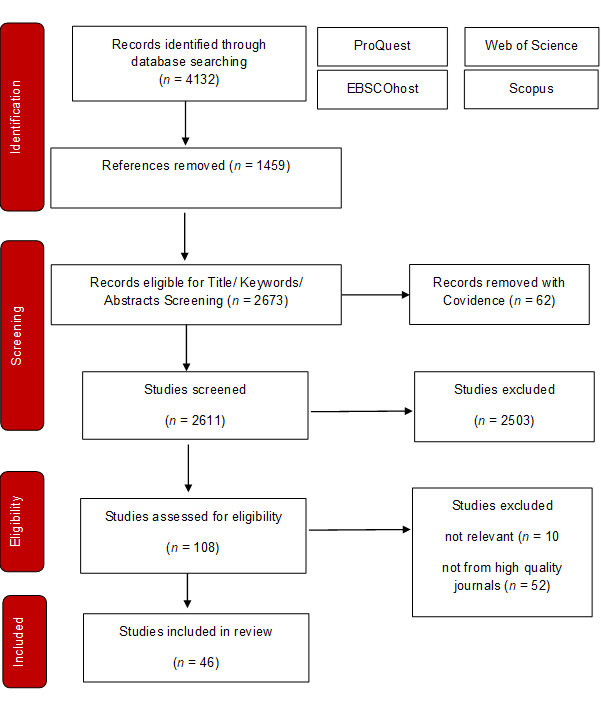 Identification
Records identified through
database searching
(n = 4132)
ProQuest
Web of Science
EBSCOhost
Scopus
References removed (n = 1459)
Screening
Records eligible for Title/ Keywords/
Abstracts Screening (n = 2673)
Records removed with
Covidence (n = 62)
Studies screened
(n = 2611)
Studies excluded
(n = 2503)
Eligibility
Studies assessed for eligibility
(n = 108)
Studies excluded
not relevant (n = 10
not from high quality
journals (n = 52)
Included
Studies included in review
(n = 46)